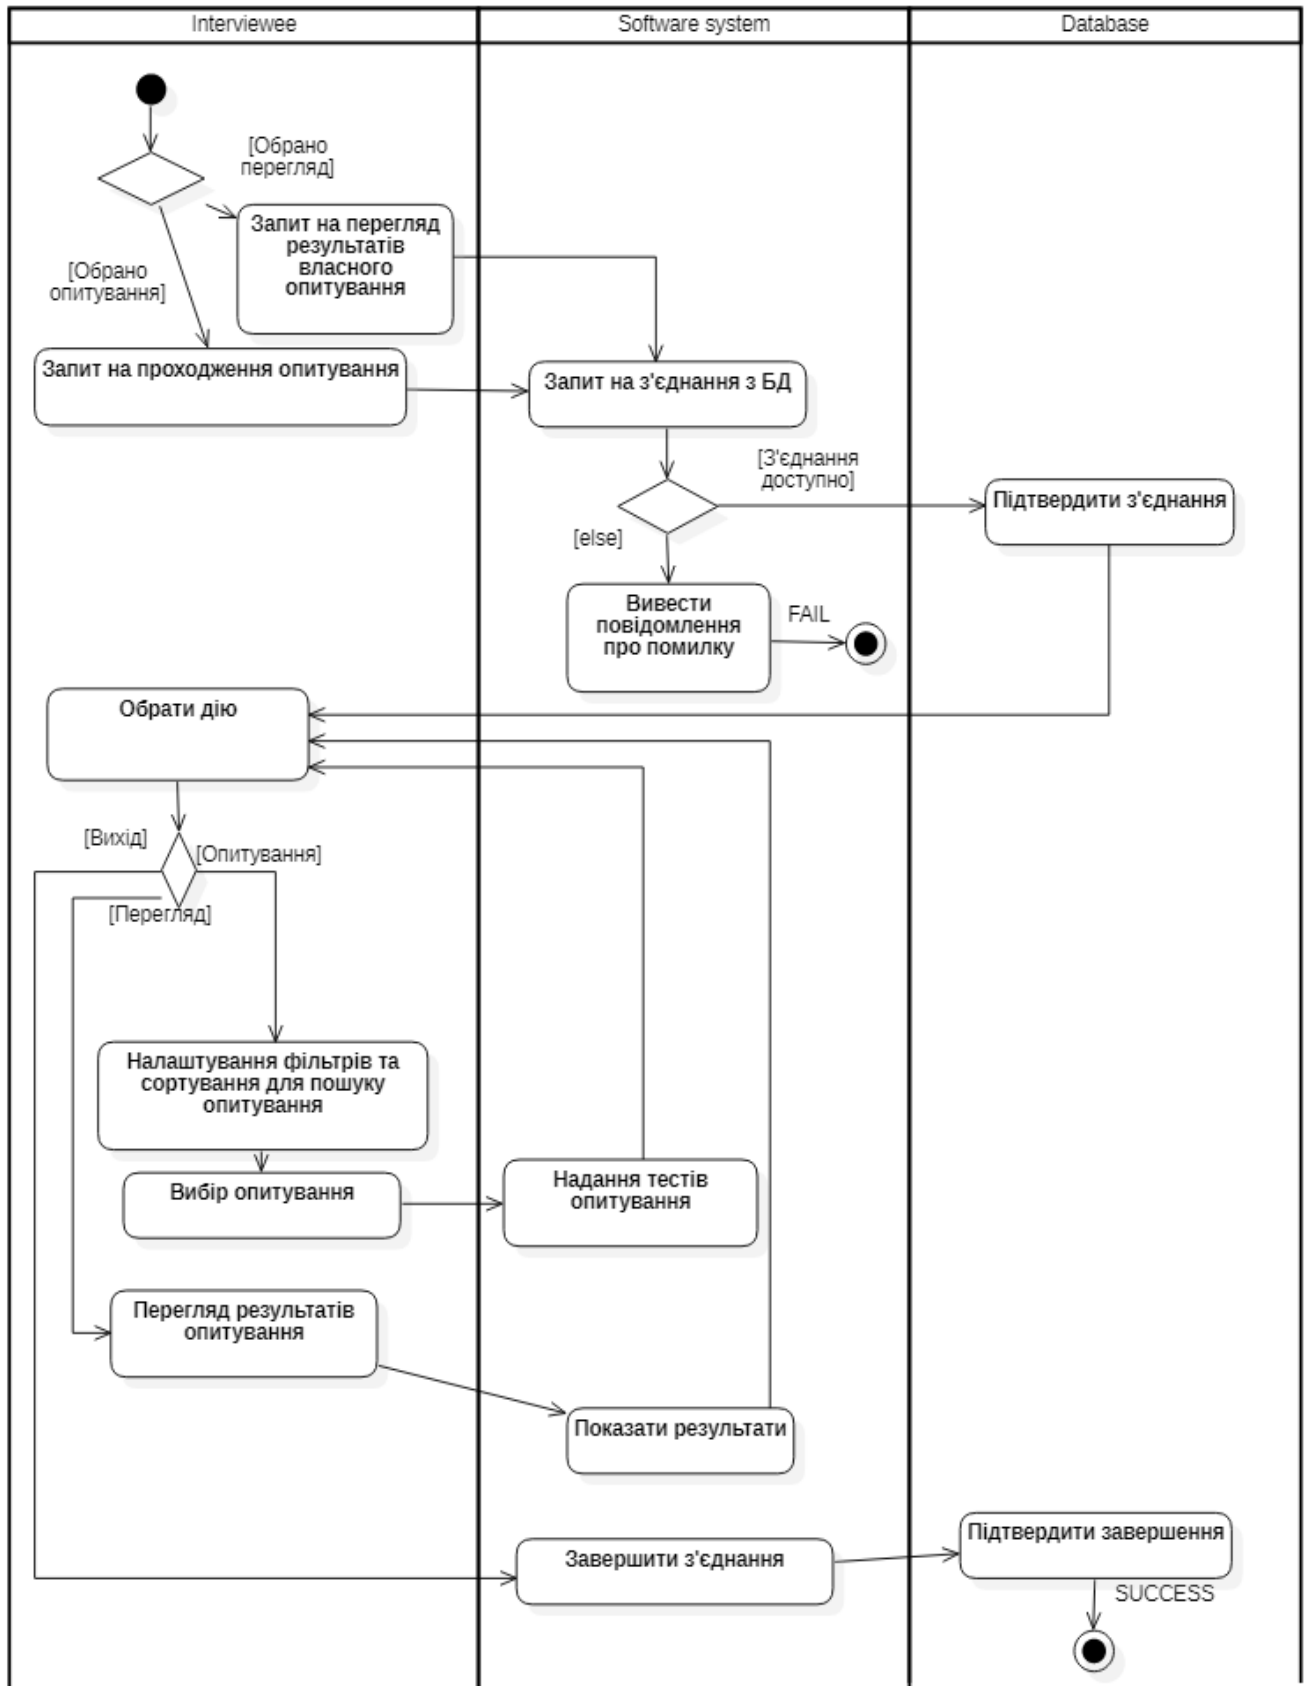 Interviewee
Software system
Database
[Обрано
перегляд]
Запит на перегляд
результатів
власного
опитування
[Обрано
опитування]
Запит на проходження опитування
Запит на з'єднання з БД
[З'єднання
доступно]
Підтвердити з'єднання
[else]
Вивести
повідомлення
про помилку
FAIL
Обрати дію
[Вихід]
[Опитування]
[Перегляд]
Налаштування фільтрів та
сортування для пошуку
опитування
Вибір опитування
Надання тестів
опитування
Перегляд результатів
опитування
Показати результати
Завершити з'єднання
Підтвердити завершення
SUCCESS